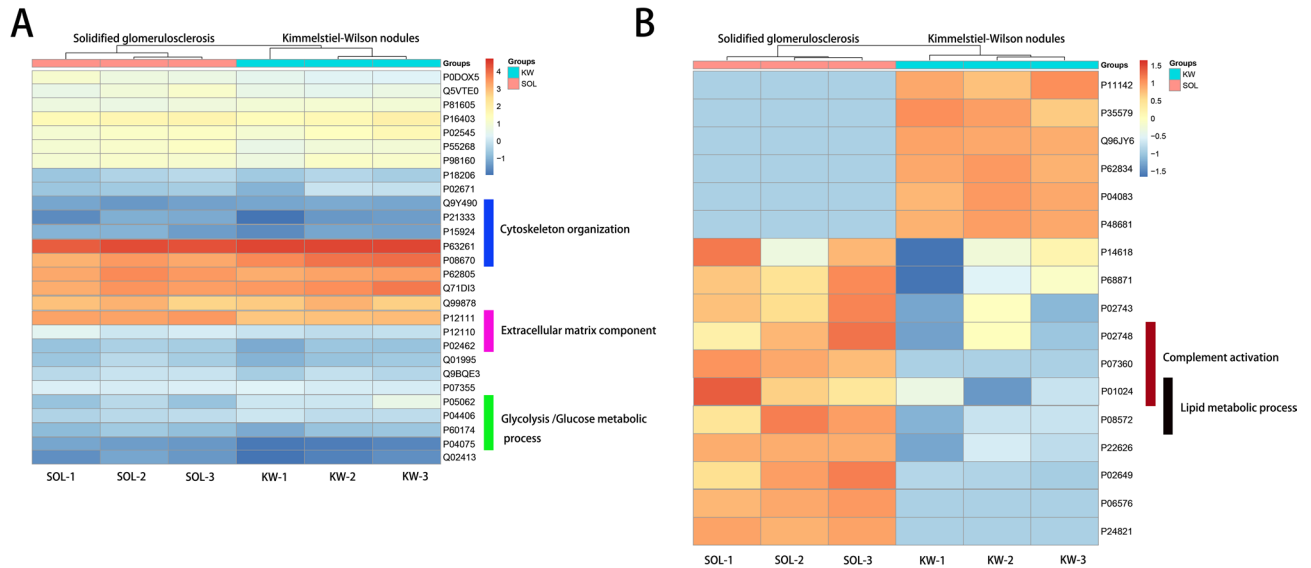 A
Solidified glomerulosclerosis
Kimmelstiel-Wilson nodules
Groups
KW
SOL
4
3
2
1
0
−1
P0DOX5
Q5VTE0
P81605
P16403
P02545
P55268
P98160
P18206
P02671
Q9Y490
P21333
P15924
P63261
P08670
P62805
Q71DI3
Q99878
P12111
P12110
P02462
Q01995
Q9BQE3
P07355
P05062
P04406
P60174
P04075
Q02413
Cytoskeleton organization
Extracellular matrix component
Glycolysis /Glucose metabolic
process
SOL-1
SOL-2
SOL-3
KW-1
KW-2
KW-3
B
Solidified glomerulosclerosis
Kimmelstiel-Wilson nodules
Groups
KW
SOL
1.5
1
0.5
0
−0.5
−1
−1.5
P11142
P35579
Q96JY6
P62834
P04083
P48681
P14618
P68871
P02743
P02748
P07360
P01024
P08572
P22626
P02649
P06576
P24821
Complement activation
Lipid metabolic process
SOL-1
SOL-2
SOL-3
KW-1
KW-2
KW-3